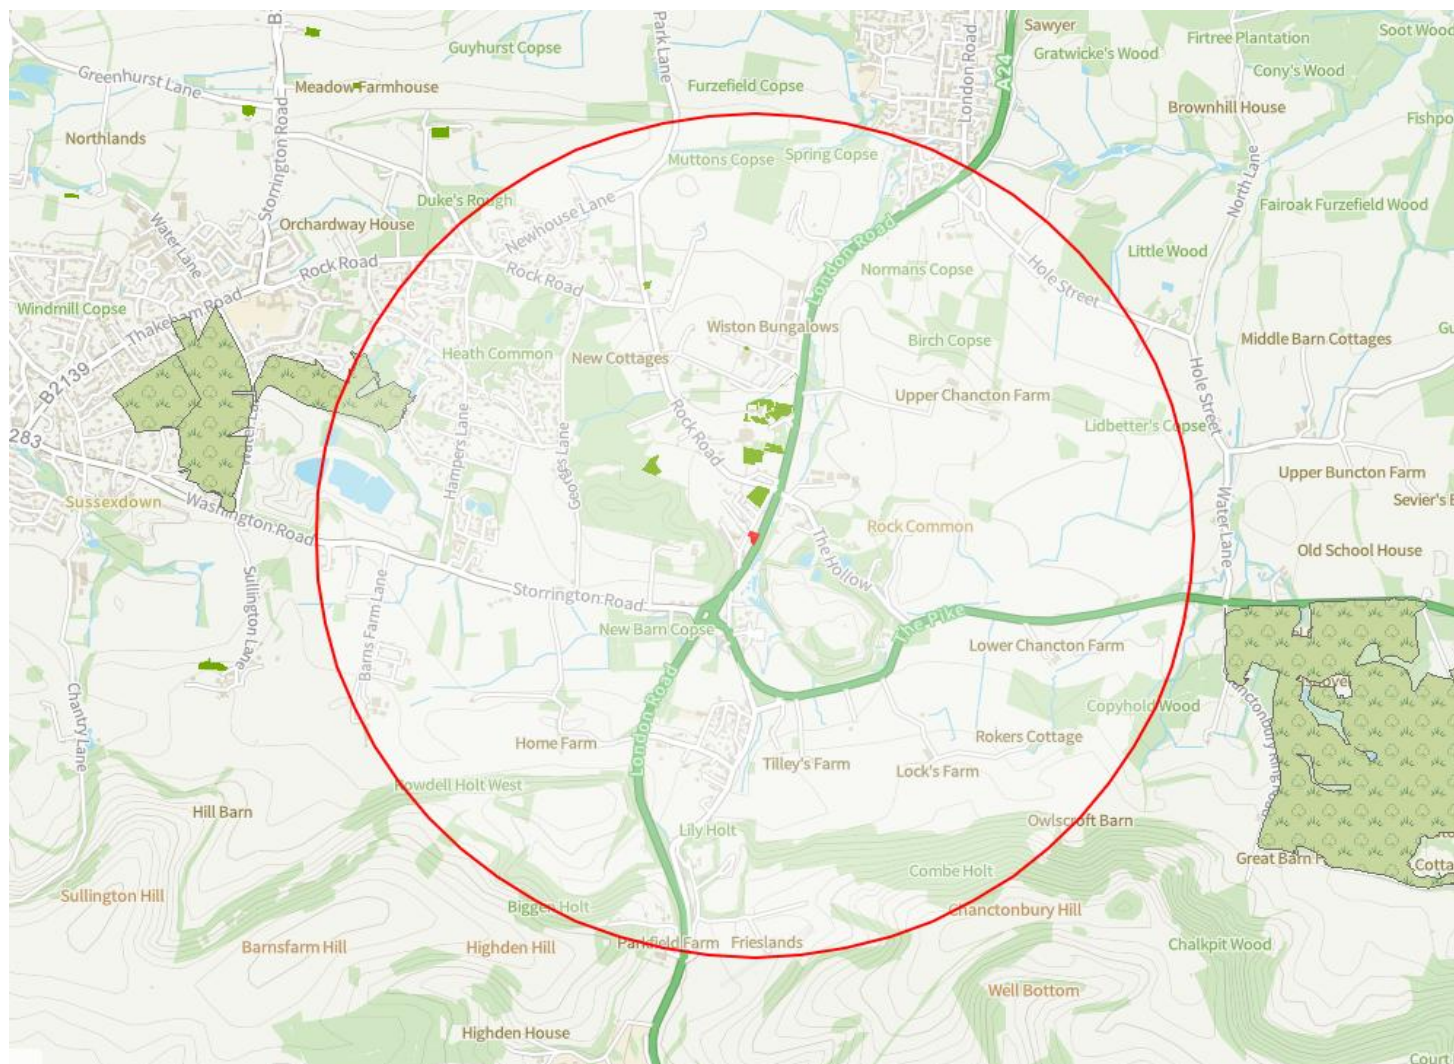 Sawyer
Guyhurst Copse
Park Lane
London Road
A24
Gratwicke's Wood
Firtree Plantation
Soot Wood
Cony's Wood
Greenhurst Lane
Meadow Farmhouse
Furzefield Copse
Brownhill House
Northlands
Storrington Road
Muttons Copse
Spring Copse
Duke's Rough
North Lane
Water Lane
Orchardway House
Newhouse Lane
Fairoak Furzefield Wood
London Road
Little Wood
Rock Road
Rock Road
Normans Copse
Hole Street
Windmill Copse
Thakeham Road
Wiston Bungalows
Birch Copse
Middle Barn Cottages
Heath Common
New Cottages
B2139
Hole Street
Upper Chancton Farm
Rock Road
Lidbetter's Copse
283
Hampers Lane
Georges Lane
Upper Buncton Farm
Sussexdown
Washington Road
Water Lane
Rock Common
Old School House
The Hollow
Sullington Lane
Barns Farm Lane
Storrington Road
New Barn Copse
The Pike
Lower Chancton Farm
Chantry Lane
London Road
Copyhold Wood
Home Farm
Rokers Cottage
Tilley's Farm
Lock's Farm
Rowdell Holt West
Hill Barn
Lily Holt
Owlscroft Barn
Great Barn
Cotta
Combe Holt
Sullington Hill
Biggen Holt
Chanctonbury Hill
Barnsfarm Hill
Highden Hill
Parkfield Farm
Frieslands
Chalkpit Wood
Well Bottom
Highden House
Court